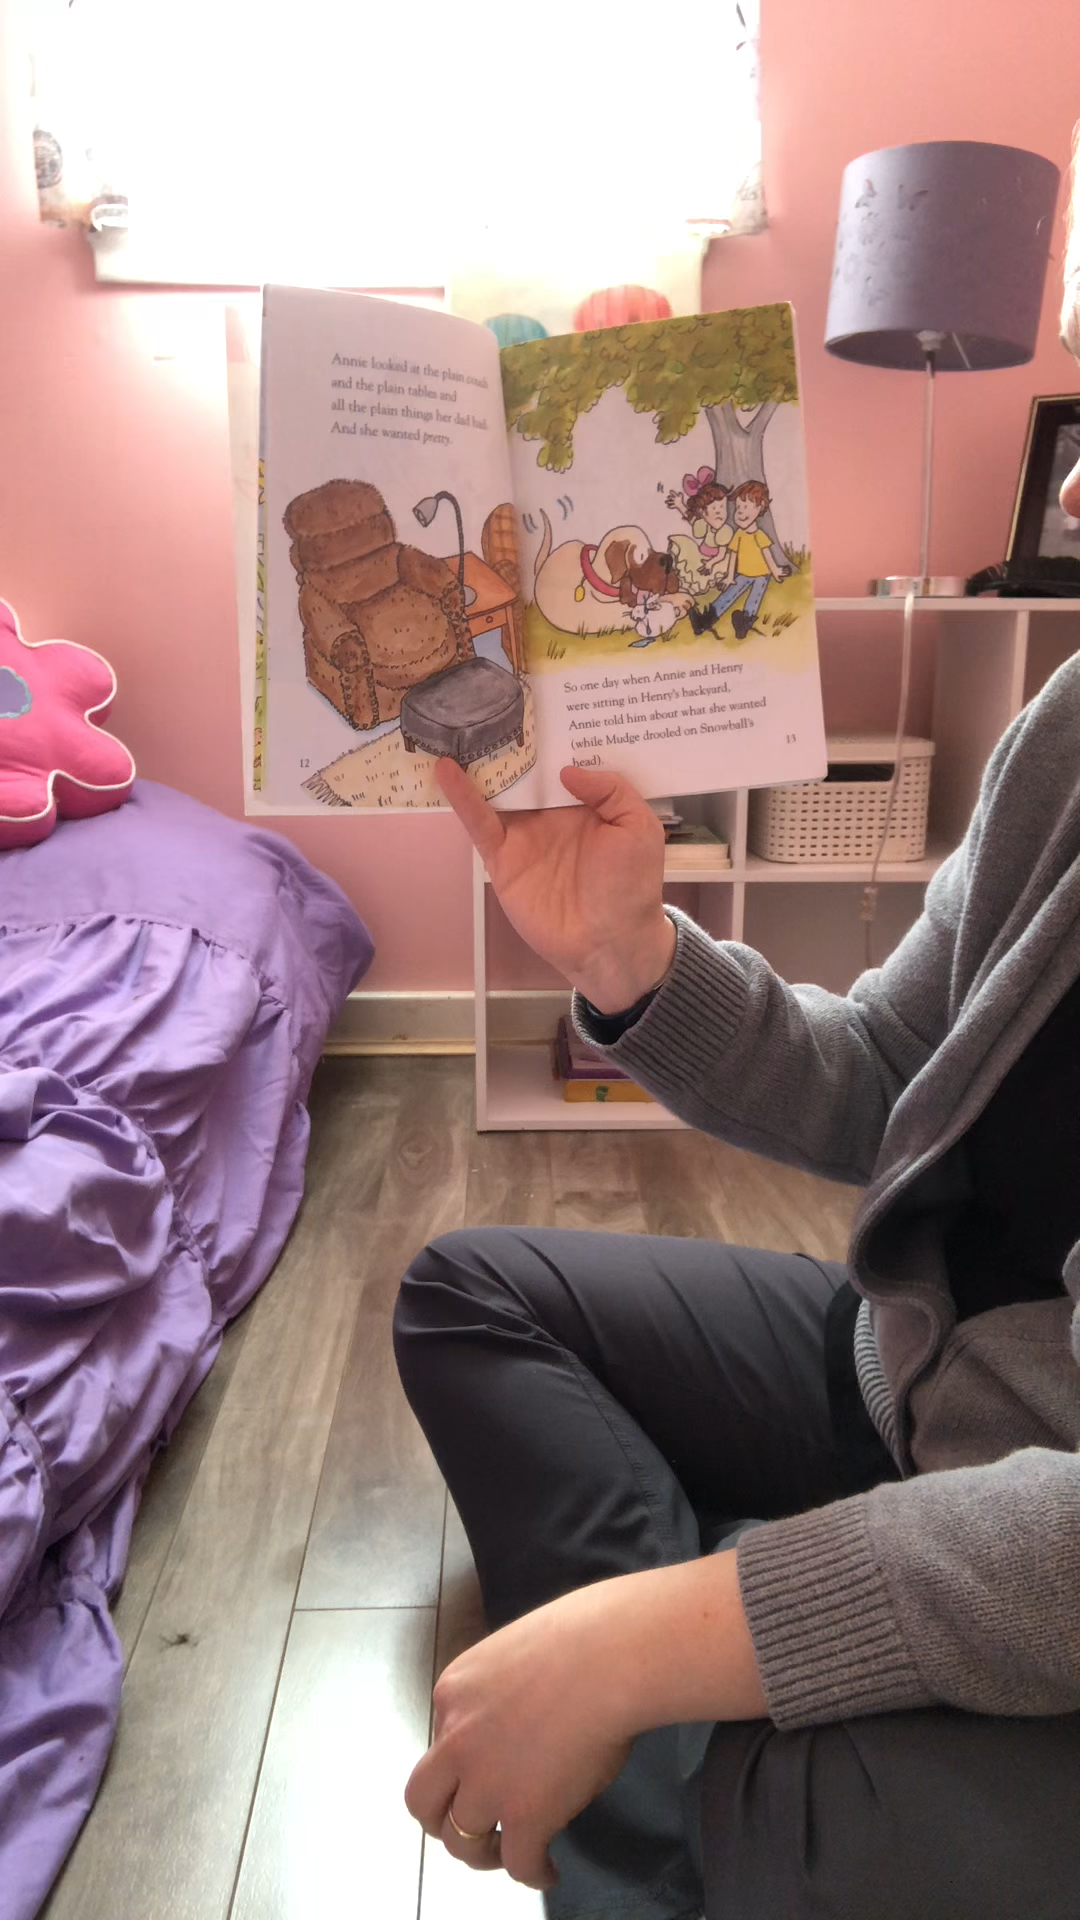 Annie looked at the plain couch
and the plain tables and
all the plain things her dad had.
And she wanted pretty.
12
So one day when Annie and Henry
were sitting in Henry's backyard,
Annie told him about what she wanted
(while Mudge drooled on Snowball's
head).
13